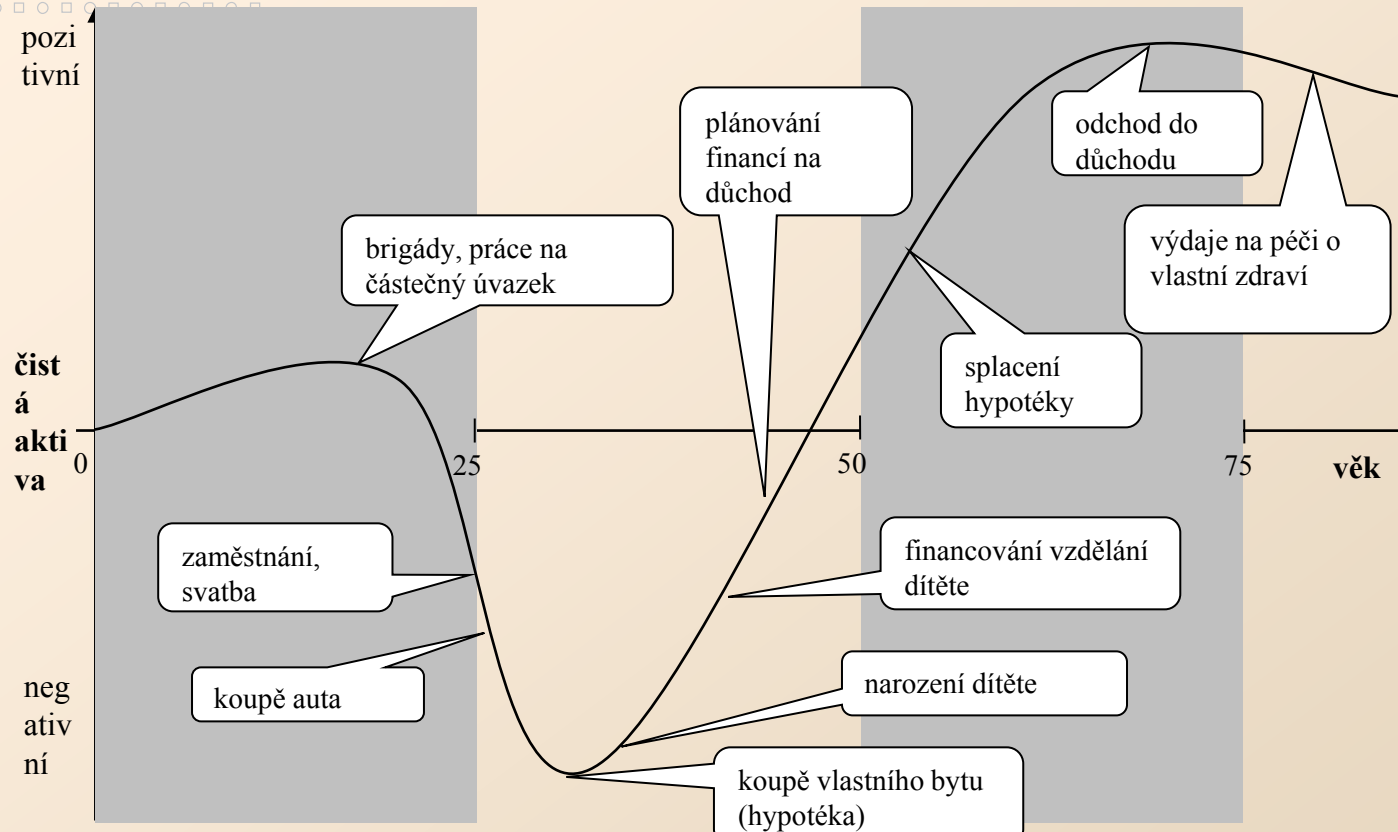 pozi
tivní
plánování
financí na
důchod
odchod do
důchodu
brigády, práce na
částečný úvazek
výdaje na péči o
vlastní zdraví
splacení
hypotéky
čist
á
akti
va
0
25
50
75
věk
zaměstnání,
svatba
financování vzdělání
dítěte
koupě auta
narození dítěte
neg
ativ
ní
koupě vlastního bytu
(hypotéka)